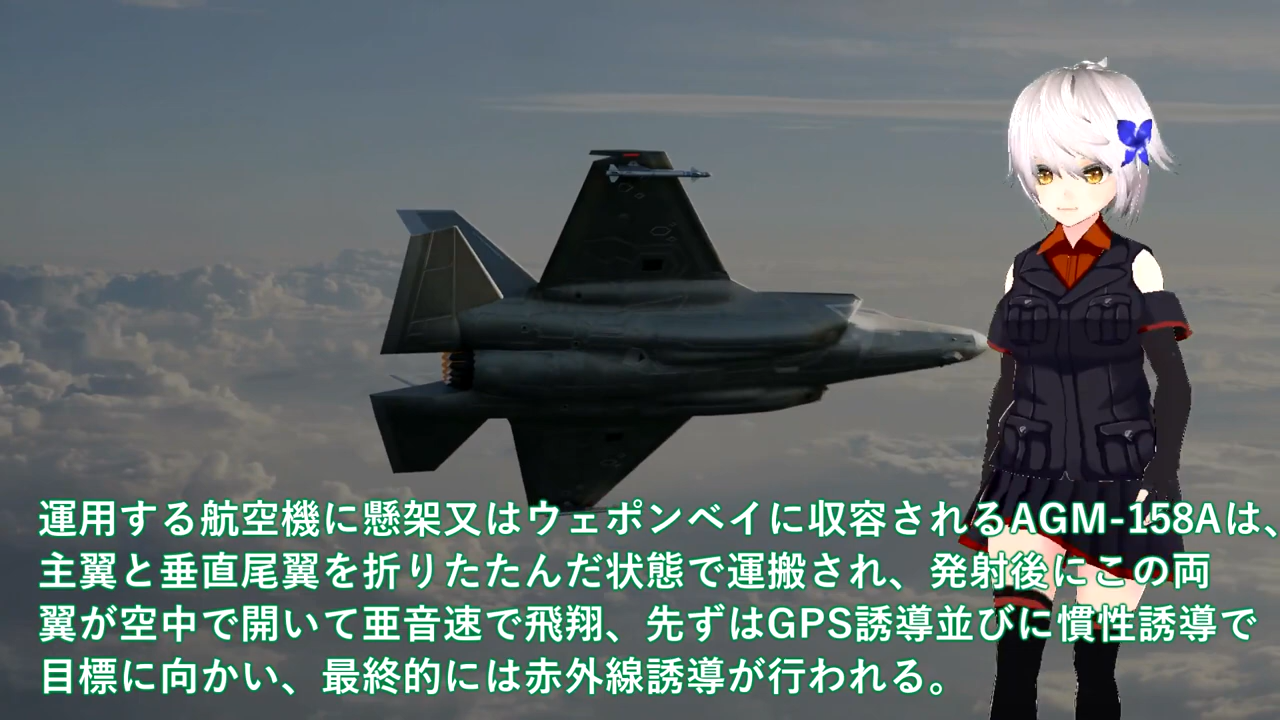 運用する航空機に懸架又はウェポンベイに収容されるAGM-158Aは、
主翼と垂直尾翼を折りたたんだ状態で運搬され、発射後にこの両
翼が空中で開いて亜音速で飛翔、先ずはGPS誘導並びに慣性誘導で
目標に向かい、最終的には赤外線誘導が行われる。